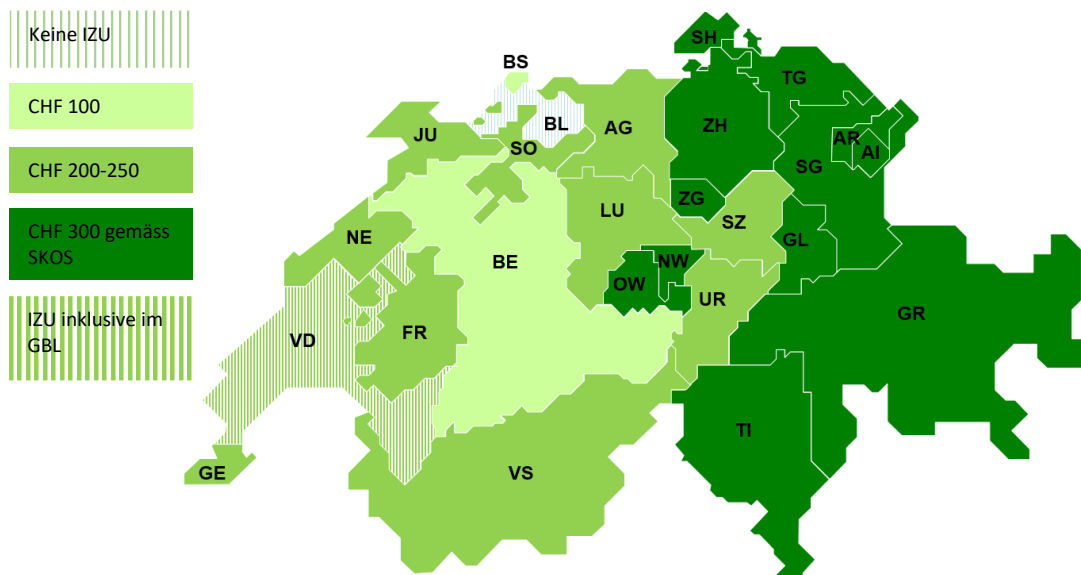 Keine IZU
CHF 100
CHF 200-250
CHF 300 gemäss
SKOS
IZU inklusive im
GBL
SH
BS
TG
BL
AG
ZH
JU
AR
SO
AI
SG
ZG
LU
SZ
NE
GL
BE
NW
OW
UR
GR
FR
VD
TI
GE
VS